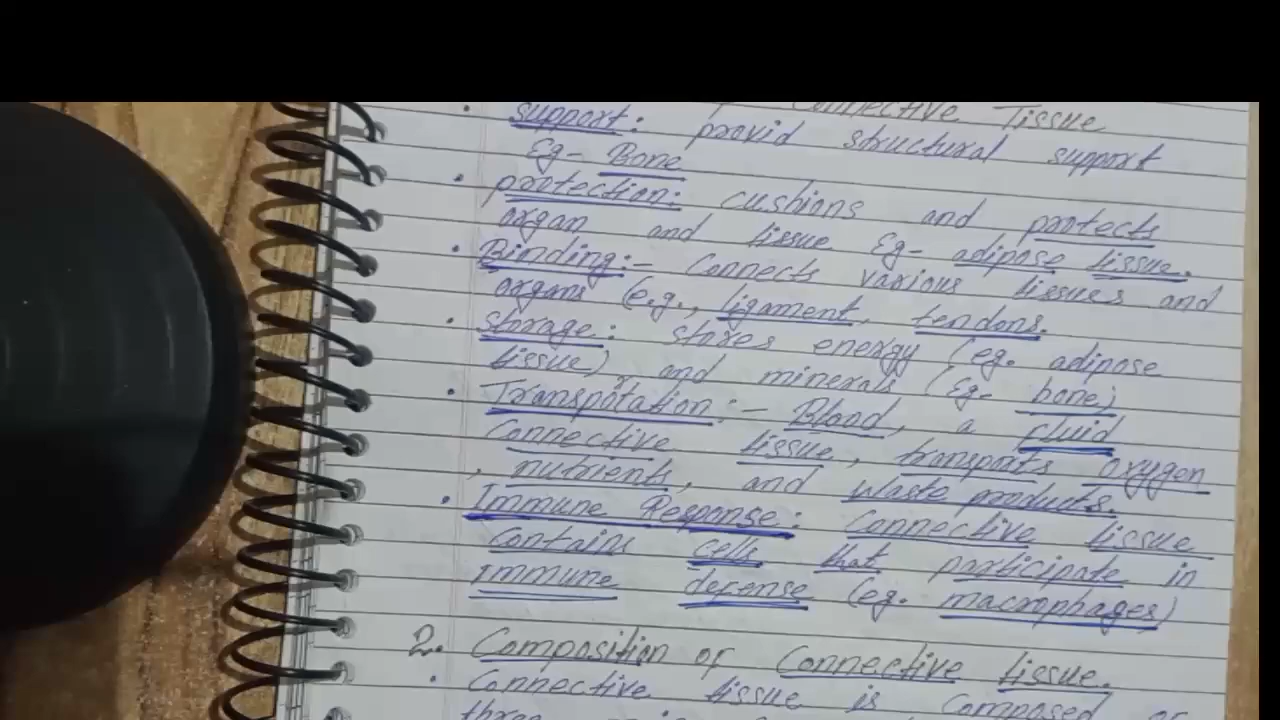 Connective Tissue
• Support: provid structural support
Eg- Bone
• protection: cushions and protects
organ and tissue Eg- adipose tissue.
• Binding:- Connects various tissues and
organs (e.g., ligament, tendons.
• Storage: stores energy (eg. adipose
tissue), and minerals (Eg. bone)
• Transpotation:- Blood, a fluid
Connective tissue, transports oxygen
, nutrients, and waste products.
• Immune Response: Connective tissue
contains cells that participate in
Immune defense (eg. macrophages)
2. Composition of Connective tissue.
• Connective tissue is Composed of
three